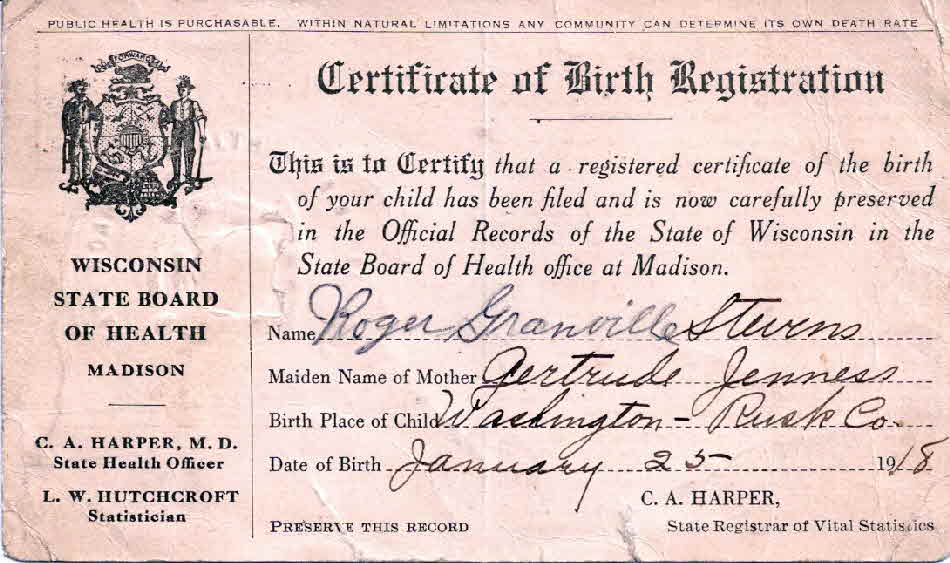 PUBLIC HEALTH IS PURCHASABLE. WITHIN NATURAL LIMITATIONS ANY COMMUNITY CAN DETERMINE ITS OWN DEATH RATE
FORWARD
Certificate of Birth Registration
This is to Certify that a registered certificate of the birth
of your child has been filed and is now carefully preserved
in the Official Records of the State of Wisconsin in the
State Board of Health office at Madison.
Name Roger Granville Stevens
Maiden Name of Mother Gertrude Jenness
Birth Place of Child Washington - Rusk Co.
Date of Birth January 25 1918
C. A. HARPER,
PRESERVE THIS RECORD State Registrar of Vital Statistics
WISCONSIN
STATE BOARD
OF HEALTH
MADISON
C. A. HARPER, M. D.
State Health Officer
L. W. HUTCHCROFT
Statistician